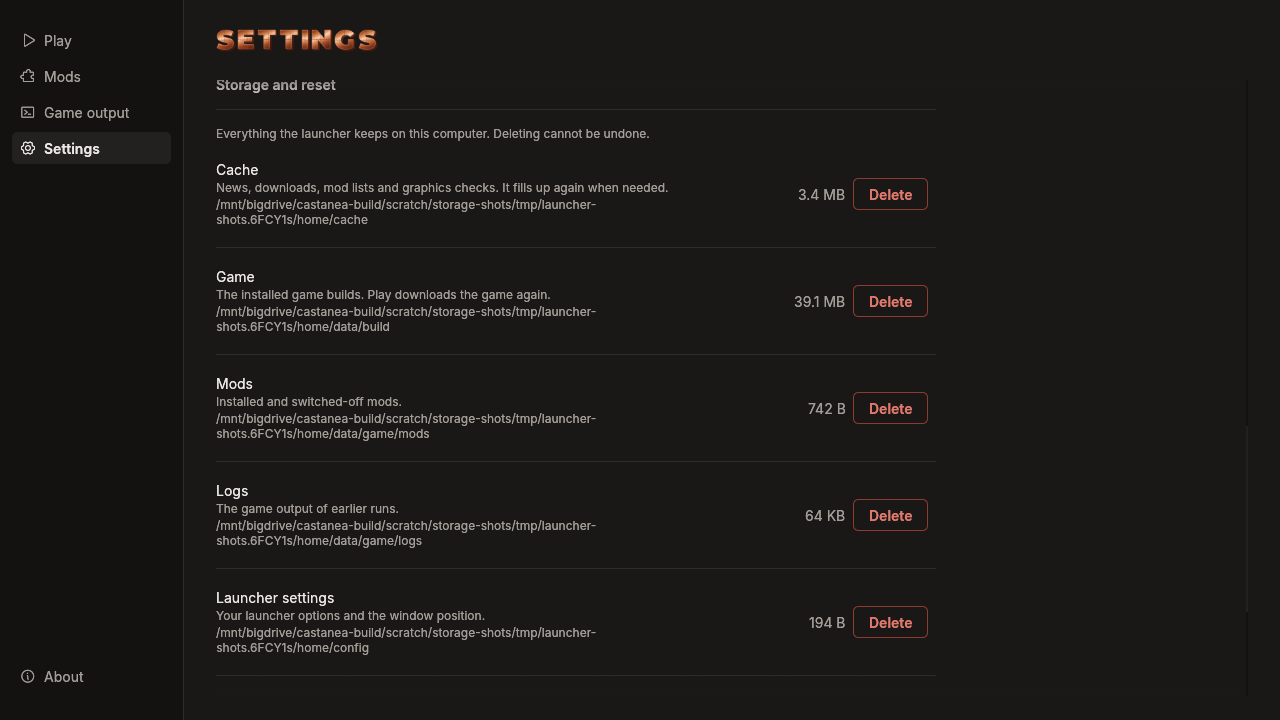 Play
Mods
Game output
Settings
About
SETTINGS
Storage and reset
Everything the launcher keeps on this computer. Deleting cannot be undone.
Cache
News, downloads, mod lists and graphics checks. It fills up again when needed.
/mnt/bigdrive/castanea-build/scratch/storage-shots/tmp/launcher-
shots.6FCY1s/home/cache
3.4 MB
Delete
Game
The installed game builds. Play downloads the game again.
/mnt/bigdrive/castanea-build/scratch/storage-shots/tmp/launcher-
shots.6FCY1s/home/data/build
39.1 MB
Delete
Mods
Installed and switched-off mods.
/mnt/bigdrive/castanea-build/scratch/storage-shots/tmp/launcher-
shots.6FCY1s/home/data/game/mods
742 B
Delete
Logs
The game output of earlier runs.
/mnt/bigdrive/castanea-build/scratch/storage-shots/tmp/launcher-
shots.6FCY1s/home/data/game/logs
64 KB
Delete
Launcher settings
Your launcher options and the window position.
/mnt/bigdrive/castanea-build/scratch/storage-shots/tmp/launcher-
shots.6FCY1s/home/config
194 B
Delete